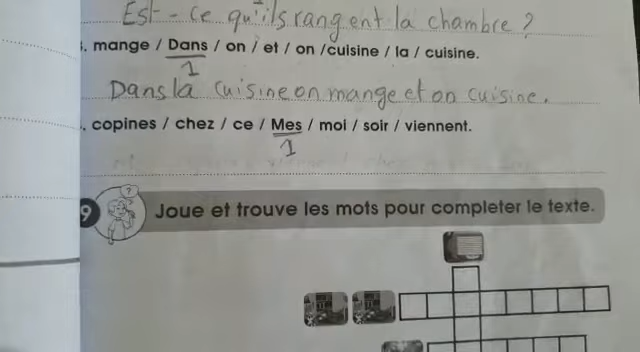 Est-ce qu'ils rangent la chambre ?
. mange / Dans / on / et / on /cuisine / la / cuisine.
1
Dans la cuisine on mange et on cuisine.
. copines / chez / ce / Mes / moi / soir / viennent.
1
9 Joue et trouve les mots pour completer le texte.